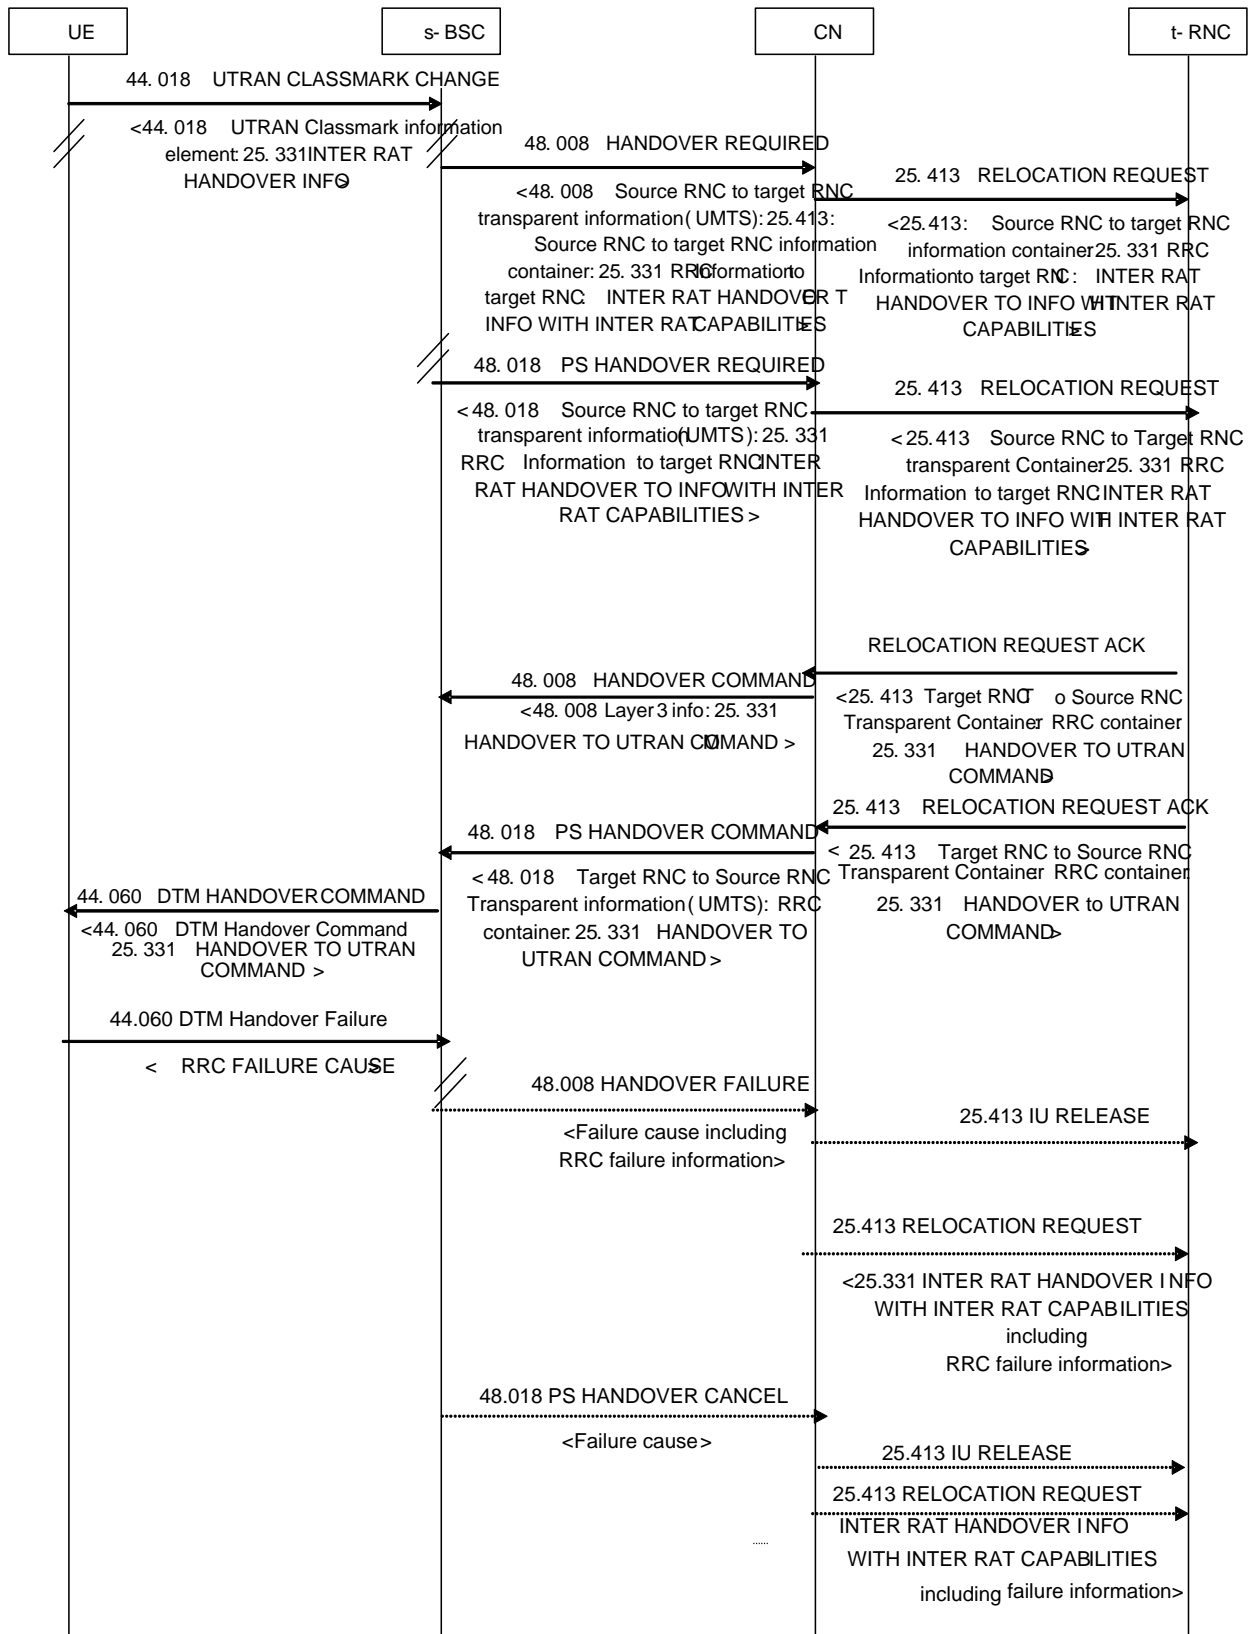 UE
s- BSC
CN
t- RNC
44. 018 UTRAN CLASSMARK CHANGE
<44. 018 UTRAN Classmark information
element: 25. 331INTER RAT
HANDOVER INFO>
48. 008 HANDOVER REQUIRED
<48. 008 Source RNC to target RNC
transparent information( UMTS): 25. 413:
Source RNC to target RNC information
container: 25. 331 RRC Information to
target RNC: INTER RAT HANDOVER T
INFO WITH INTER RAT CAPABILITIES
25. 413 RELOCATION REQUEST
<25. 413: Source RNC to target RNC
information container: 25. 331 RRC
Information to target RNC: INTER RAT
HANDOVER TO INFO WITH INTER RAT
CAPABILITIES>
48. 018 PS HANDOVER REQUIRED
< 48. 018 Source RNC to target RNC
transparent information (UMTS): 25. 331
RRC Information to target RNC: INTER
RAT HANDOVER TO INFO WITH INTER
RAT CAPABILITIES >
25. 413 RELOCATION REQUEST
< 25. 413 Source RNC to Target RNC
transparent Container: 25. 331 RRC
Information to target RNC: INTER RAT
HANDOVER TO INFO WITH INTER RAT
CAPABILITIES>
RELOCATION REQUEST ACK
<25. 413 Target RNC T o Source RNC
Transparent Container: RRC container
25. 331 HANDOVER TO UTRAN
COMMAND>
48. 008 HANDOVER COMMAND
<48. 008 Layer 3 info: 25. 331
HANDOVER TO UTRAN COMMAND >
25. 413 RELOCATION REQUEST ACK
< 25. 413 Target RNC to Source RNC
Transparent Container: RRC container:
25. 331 HANDOVER to UTRAN
COMMAND>
48. 018 PS HANDOVER COMMAND
< 48. 018 Target RNC to Source RNC
Transparent information ( UMTS): RRC
container: 25. 331 HANDOVER TO
UTRAN COMMAND >
44. 060 DTM HANDOVER COMMAND
<44. 060 DTM Handover Command
25. 331 HANDOVER TO UTRAN
COMMAND >
44.060 DTM Handover Failure
< RRC FAILURE CAUSE>
48.008 HANDOVER FAILURE
<Failure cause including
RRC failure information>
25.413 IU RELEASE
25.413 RELOCATION REQUEST
<25.331 INTER RAT HANDOVER I NFO
WITH INTER RAT CAPABILITIES
including
RRC failure information>
48.018 PS HANDOVER CANCEL
<Failure cause>
25.413 IU RELEASE
25.413 RELOCATION REQUEST
INTER RAT HANDOVER I NFO
WITH INTER RAT CAPABILITIES
including failure information>
......